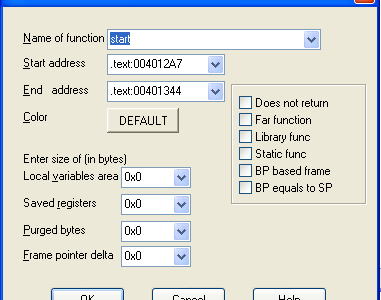 Name of function start
Start address .text:004012A7
End address .text:00401344
Color DEFAULT
Does not return
Far function
Library func
Static func
BP based frame
BP equals to SP
Enter size of (in bytes)
Local variables area 0x0
Saved registers 0x0
Purged bytes 0x0
Frame pointer delta 0x0
OK Cancel Help